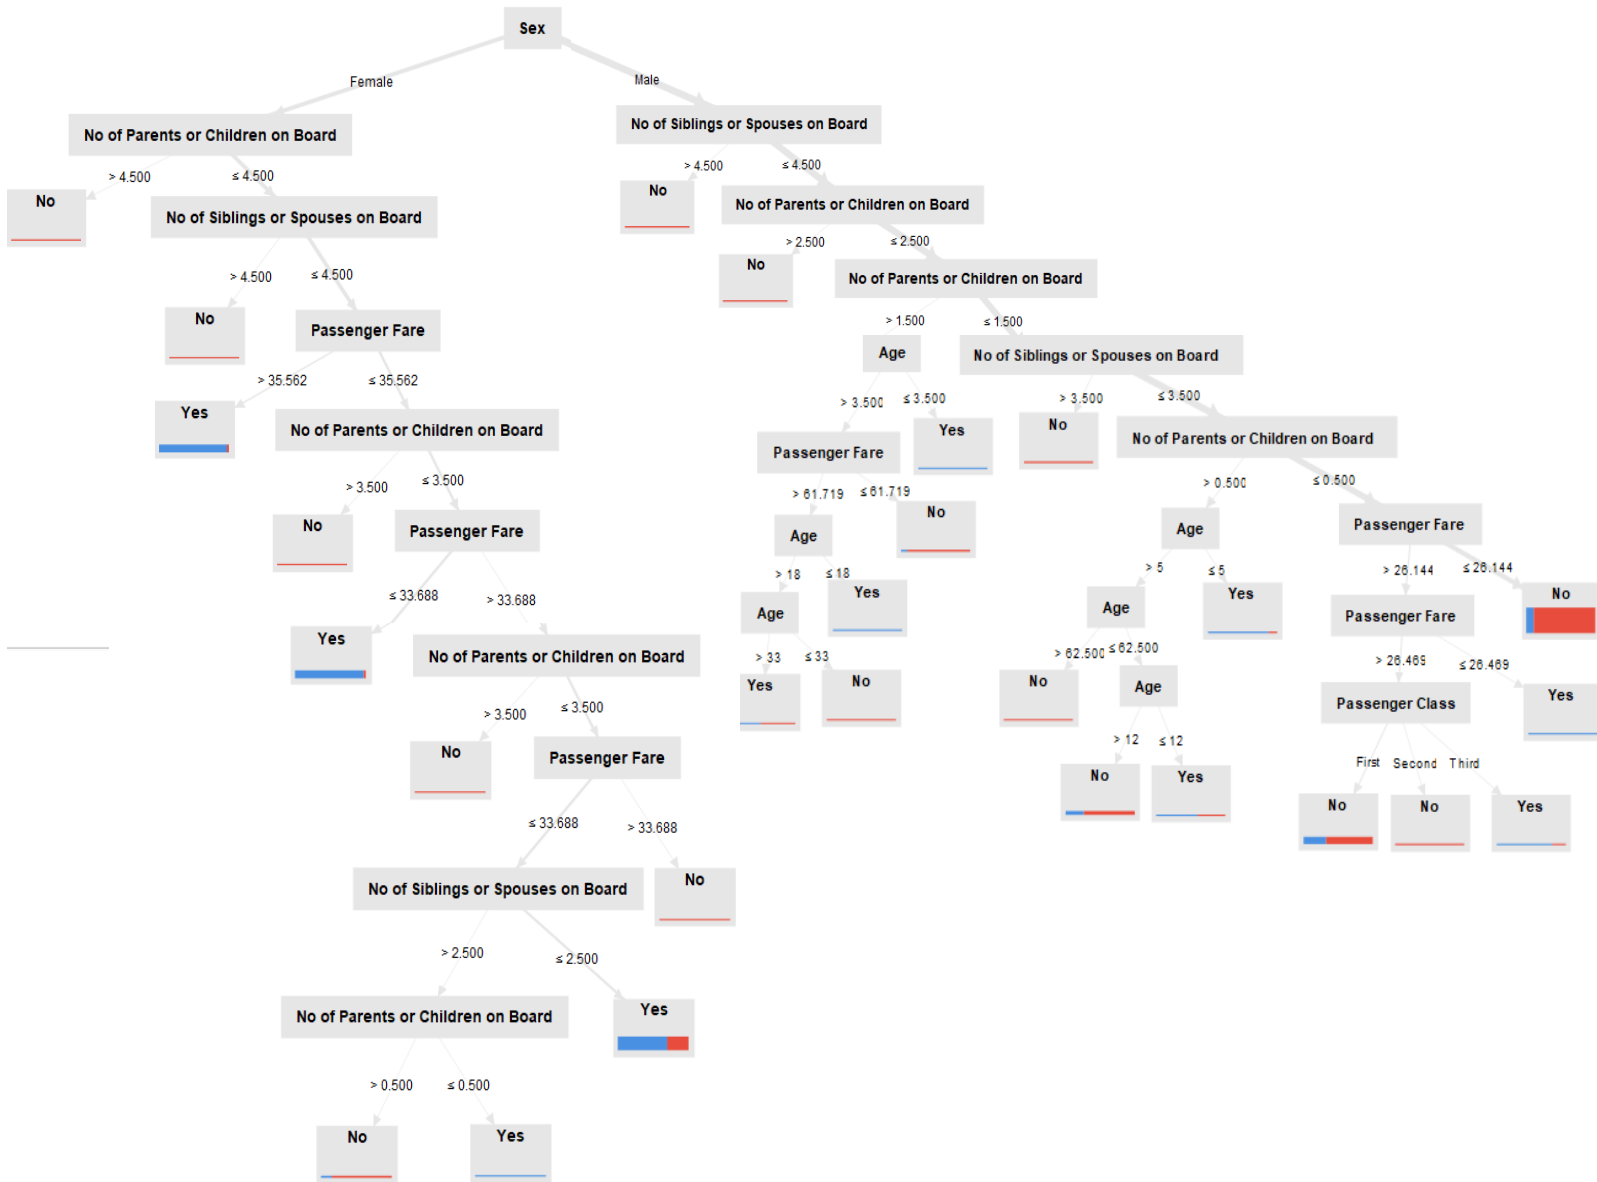 Sex
Female
Male
No of Parents or Children on Board
No of Siblings or Spouses on Board
> 4.500
≤ 4.500
> 4.500
≤ 4.500
No
No of Siblings or Spouses on Board
No
No of Parents or Children on Board
> 2.500
≤ 2.500
> 4.500
≤ 4.500
No
No of Parents or Children on Board
No
Passenger Fare
> 1.500
≤ 1.500
Age
No of Siblings or Spouses on Board
> 35.562
≤ 35.562
> 3.500
≤ 3.500
> 3.500
≤ 3.500
Yes
No of Parents or Children on Board
Yes
No
No of Parents or Children on Board
Passenger Fare
> 3.500
≤ 3.500
> 61.719
≤ 61.719
> 0.500
≤ 0.500
No
Passenger Fare
Age
No
Age
Passenger Fare
> 18
≤ 18
> 5
≤ 5
> 26.144
≤ 26.144
≤ 33.688
> 33.688
Age
Yes
Age
Yes
Passenger Fare
No
Yes
No of Parents or Children on Board
> 33
≤ 33
> 62.500
≤ 62.500
> 26.469
≤ 26.469
Yes
No
No
Age
Passenger Class
Yes
> 3.500
≤ 3.500
> 12
≤ 12
First
Second
Third
No
Passenger Fare
No
Yes
No
No
Yes
≤ 33.688
> 33.688
No of Siblings or Spouses on Board
No
> 2.500
≤ 2.500
No of Parents or Children on Board
Yes
> 0.500
≤ 0.500
No
Yes